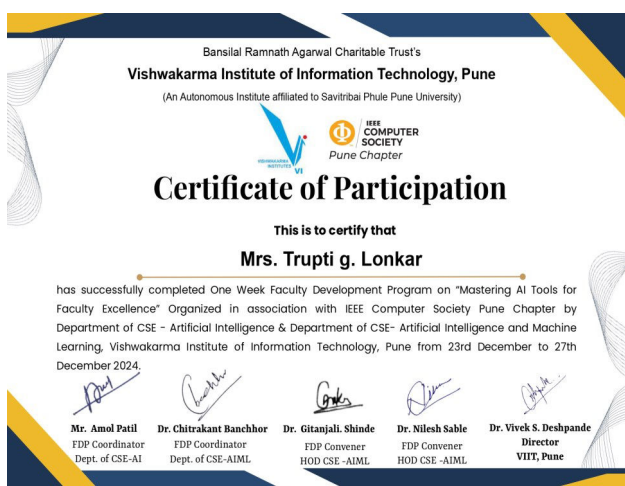 Bansilal Ramnath Agarwal Charitable Trust's
Vishwakarma Institute of Information Technology, Pune
(An Autonomous Institute affiliated to Savitribai Phule Pune University)
VISHWAKARMA
INSTITUTES
VI
IEEE
COMPUTER
SOCIETY
Pune Chapter
Certificate of Participation
This is to certify that
Mrs. Trupti g. Lonkar
has successfully completed One Week Faculty Development Program on “Mastering AI Tools for
Faculty Excellence” Organized in association with IEEE Computer Society Pune Chapter by
Department of CSE - Artificial Intelligence & Department of CSE- Artificial Intelligence and Machine
Learning, Vishwakarma Institute of Information Technology, Pune from 23rd December to 27th
December 2024.
Mr. Amol Patil
FDP Coordinator
Dept. of CSE-AI
Dr. Chitrakant Banchhor
FDP Coordinator
Dept. of CSE-AIML
Dr. Gitanjali. Shinde
FDP Convener
HOD CSE -AIML
Dr. Nilesh Sable
FDP Convener
HOD CSE -AIML
Dr. Vivek S. Deshpande
Director
VIIT, Pune